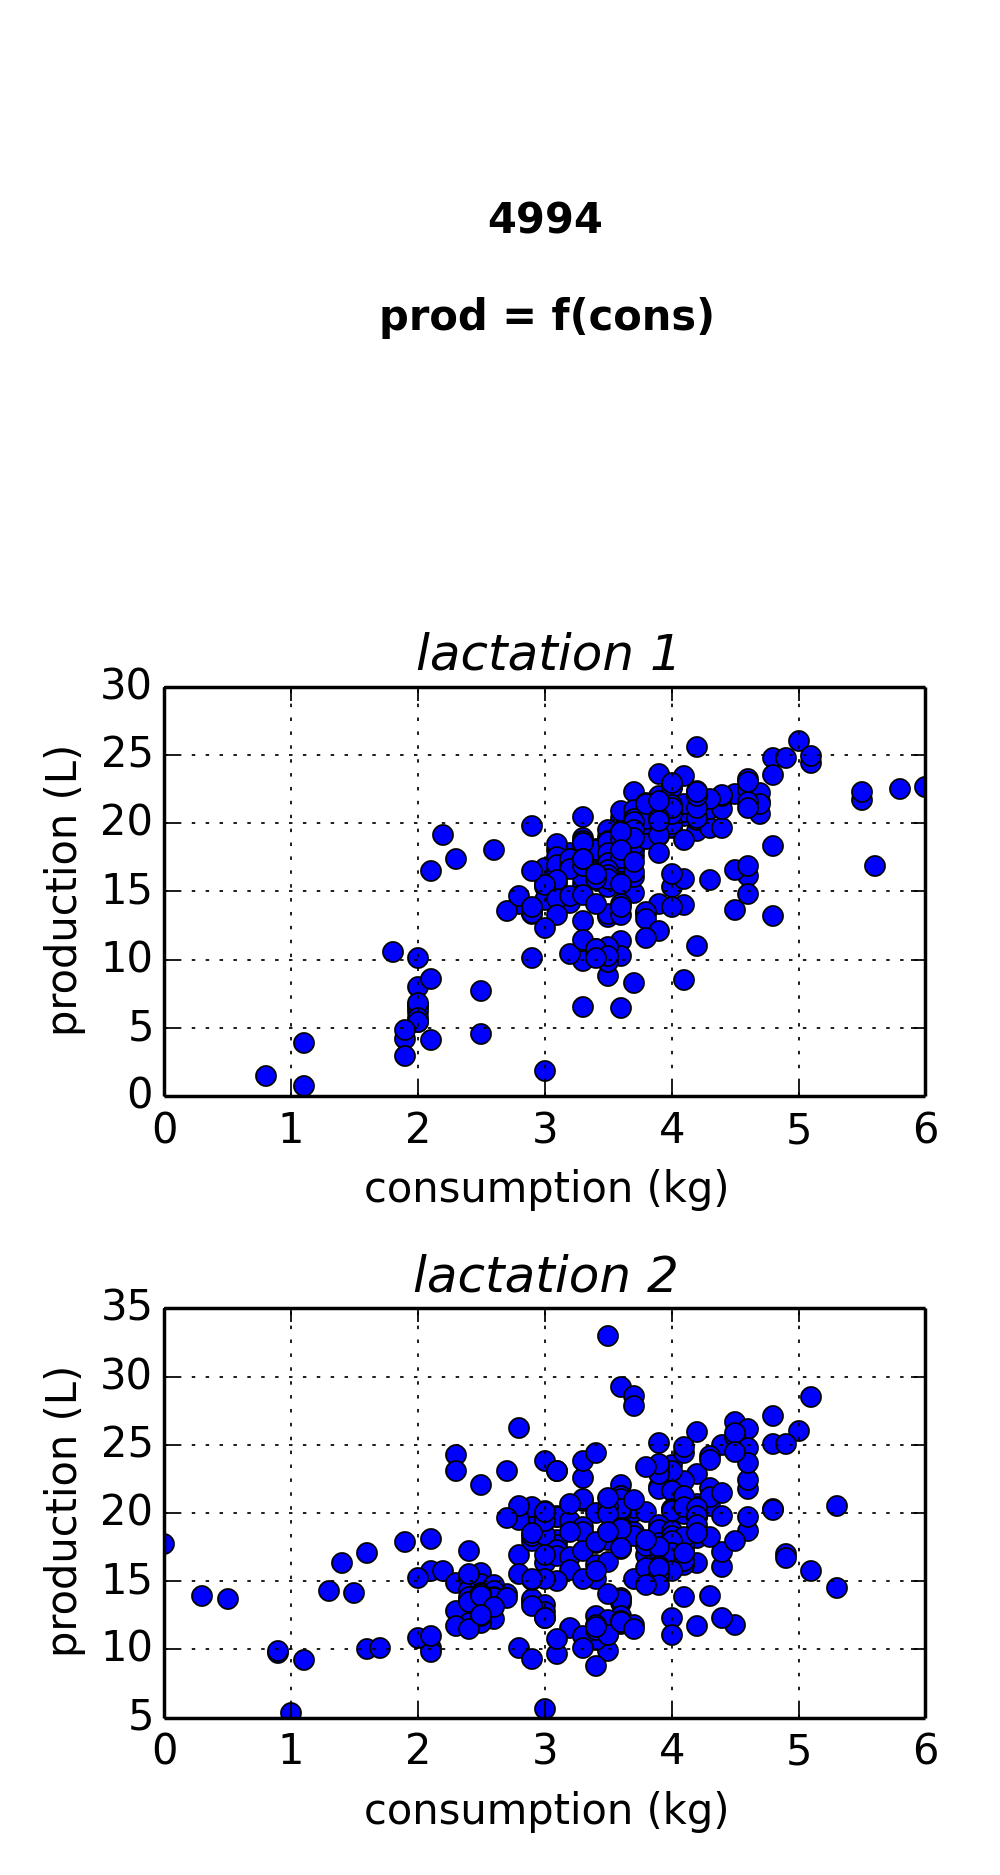 4994
prod = f(cons)
lactation 1
30
25
20
15
10
5
0
production (L)
0 1 2 3 4 5 6
consumption (kg)
lactation 2
35
30
25
20
15
10
5
production (L)
0 1 2 3 4 5 6
consumption (kg)